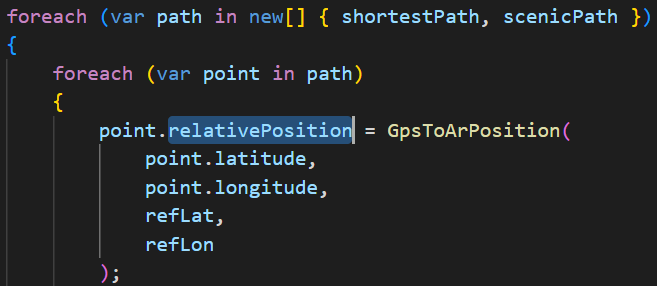 foreach (var path in new[] { shortestPath, scenicPath })
{
foreach (var point in path)
{
point.relativePosition = GpsToArPosition(
point.latitude,
point.longitude,
refLat,
refLon
);